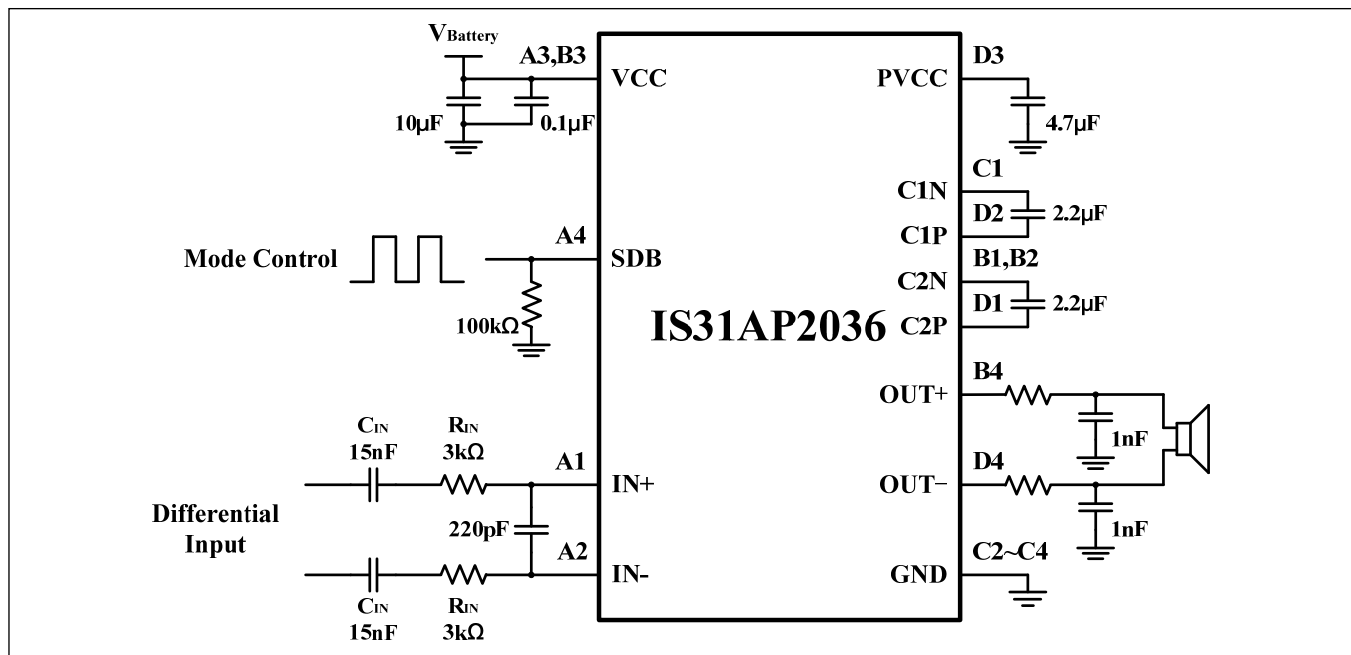 VBattery
A3,B3
VCC
10µF
0.1µF
Mode Control
A4
SDB
100kΩ
CIN
15nF
RIN
3kΩ
A1
IN+
Differential
Input
220pF
A2
IN-
CIN
15nF
RIN
3kΩ
IS31AP2036
D3
PVCC
4.7µF
C1
C1N
D2
2.2µF
C1P
B1,B2
C2N
D1
2.2µF
C2P
B4
OUT+
1nF
D4
OUT−
1nF
C2~C4
GND